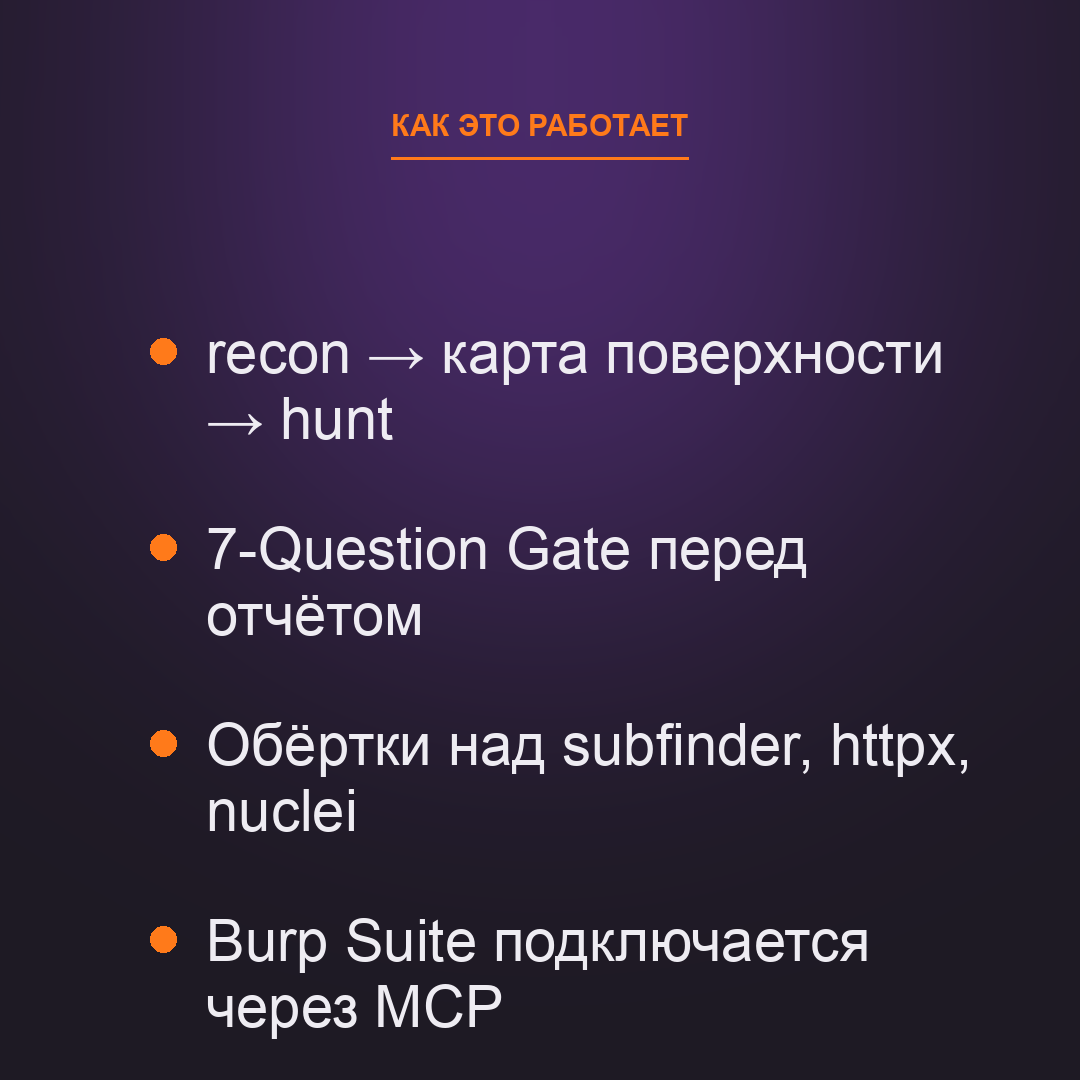 КАК ЭТО РАБОТАЕТ
recon → карта поверхности
→ hunt
7-Question Gate перед
отчётом
Обёртки над subfinder, httpx,
nuclei
Burp Suite подключается
через MCP